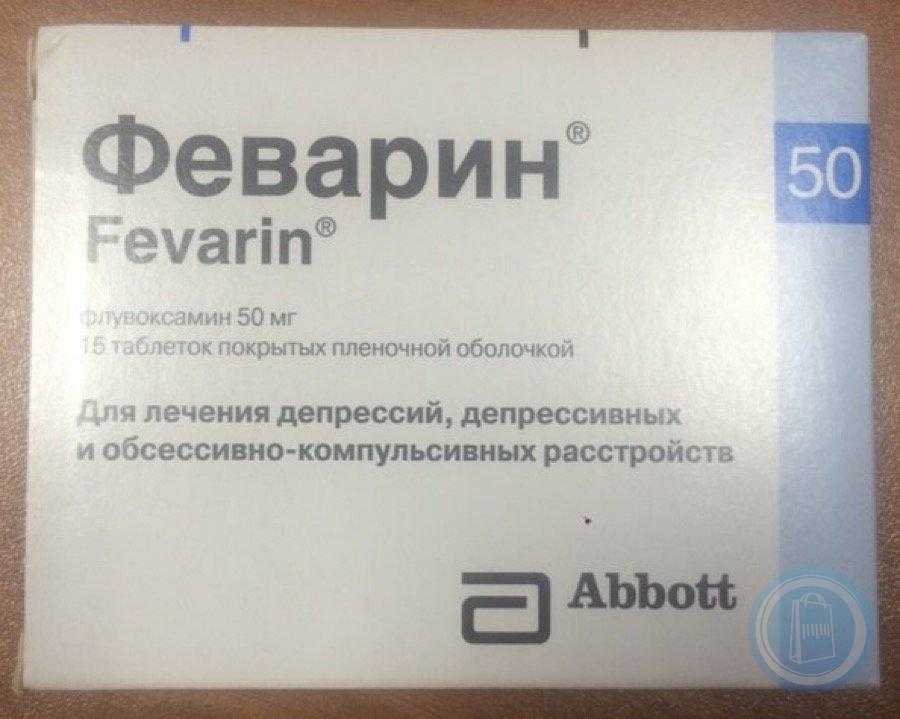 Феварин®
50
Fevarin®
флувоксамин 50 мг
15 таблеток покрытых пленочной оболочкой
Для лечения депрессий, депрессивных
и обсессивно-компульсивных расстройств
Abbott